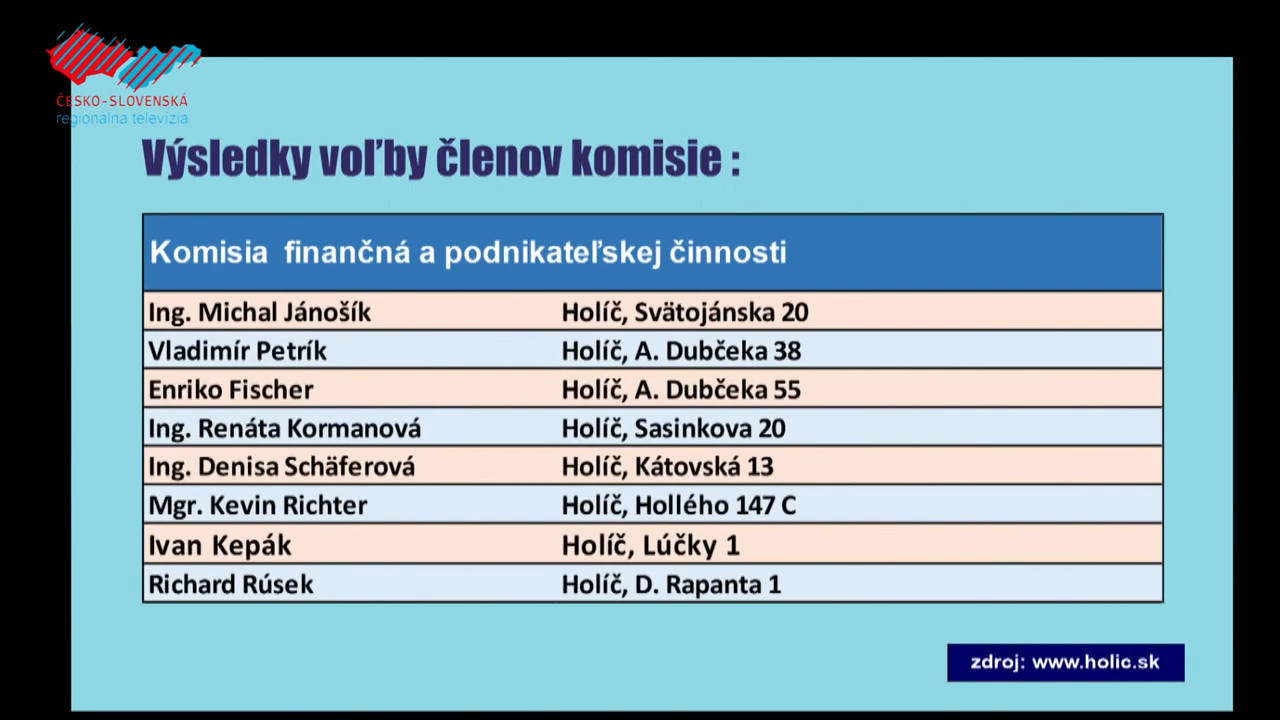 ČESKO-SLOVENSKÁ
regionálna televízia
Výsledky voľby členov komisie :
Komisia finančná a podnikateľskej činnosti
Ing. Michal Jánošík Holíč, Svätojánska 20
Vladimír Petrík Holíč, A. Dubčeka 38
Enriko Fischer Holíč, A. Dubčeka 55
Ing. Renáta Kormanová Holíč, Sasinkova 20
Ing. Denisa Schäferová Holíč, Kátovská 13
Mgr. Kevin Richter Holíč, Hollého 147 C
Ivan Kepák Holíč, Lúčky 1
Richard Rúsek Holíč, D. Rapanta 1
zdroj: www.holic.sk